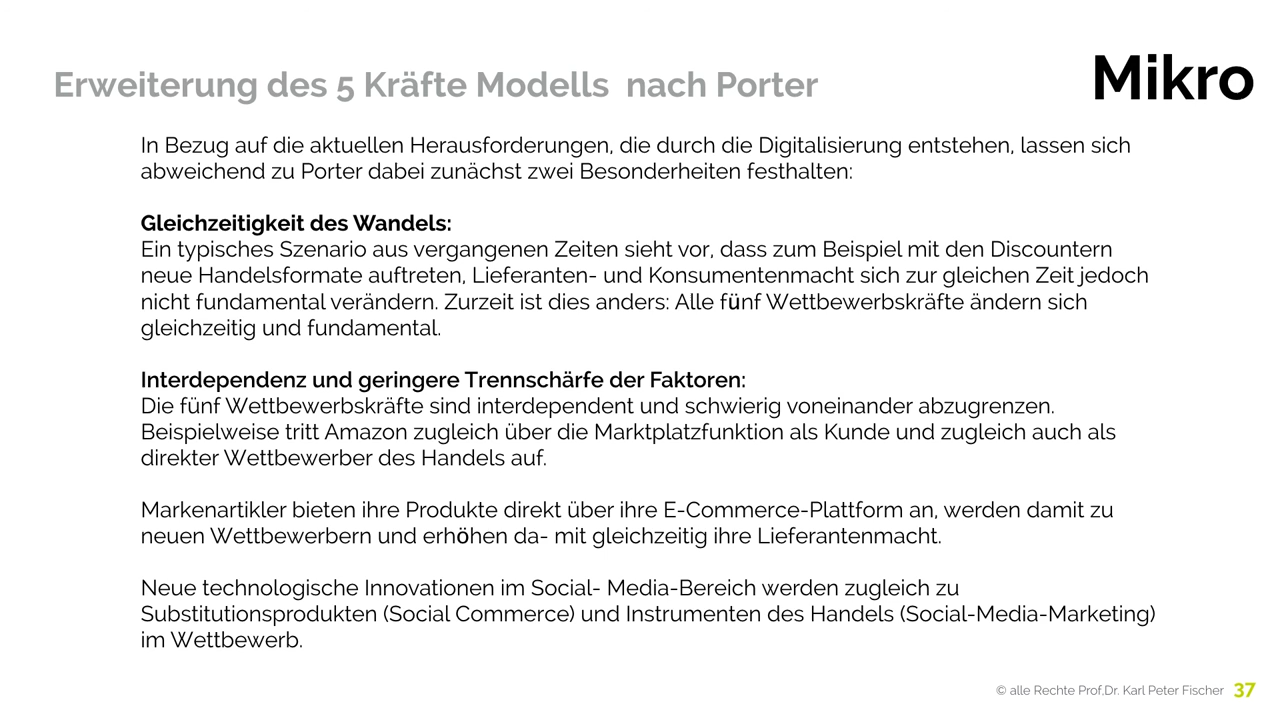 Erweiterung des 5 Kräfte Modells  nach Porter
Mikro
In Bezug auf die aktuellen Herausforderungen, die durch die Digitalisierung entstehen, lassen sich
abweichend zu Porter dabei zunächst zwei Besonderheiten festhalten:
Gleichzeitigkeit des Wandels:
Ein typisches Szenario aus vergangenen Zeiten sieht vor, dass zum Beispiel mit den Discountern
neue Handelsformate auftreten, Lieferanten- und Konsumentenmacht sich zur gleichen Zeit jedoch
nicht fundamental verändern. Zurzeit ist dies anders: Alle fünf Wettbewerbskräfte ändern sich
gleichzeitig und fundamental.
Interdependenz und geringere Trennschärfe der Faktoren:
Die fünf Wettbewerbskräfte sind interdependent und schwierig voneinander abzugrenzen.
Beispielweise tritt Amazon zugleich über die Marktplatzfunktion als Kunde und zugleich auch als
direkter Wettbewerber des Handels auf.
Markenartikler bieten ihre Produkte direkt über ihre E-Commerce-Plattform an, werden damit zu
neuen Wettbewerbern und erhöhen da- mit gleichzeitig ihre Lieferantenmacht.
Neue technologische Innovationen im Social- Media-Bereich werden zugleich zu
Substitutionsprodukten (Social Commerce) und Instrumenten des Handels (Social-Media-Marketing)
im Wettbewerb.
© alle Rechte Prof.Dr. Karl Peter Fischer 37